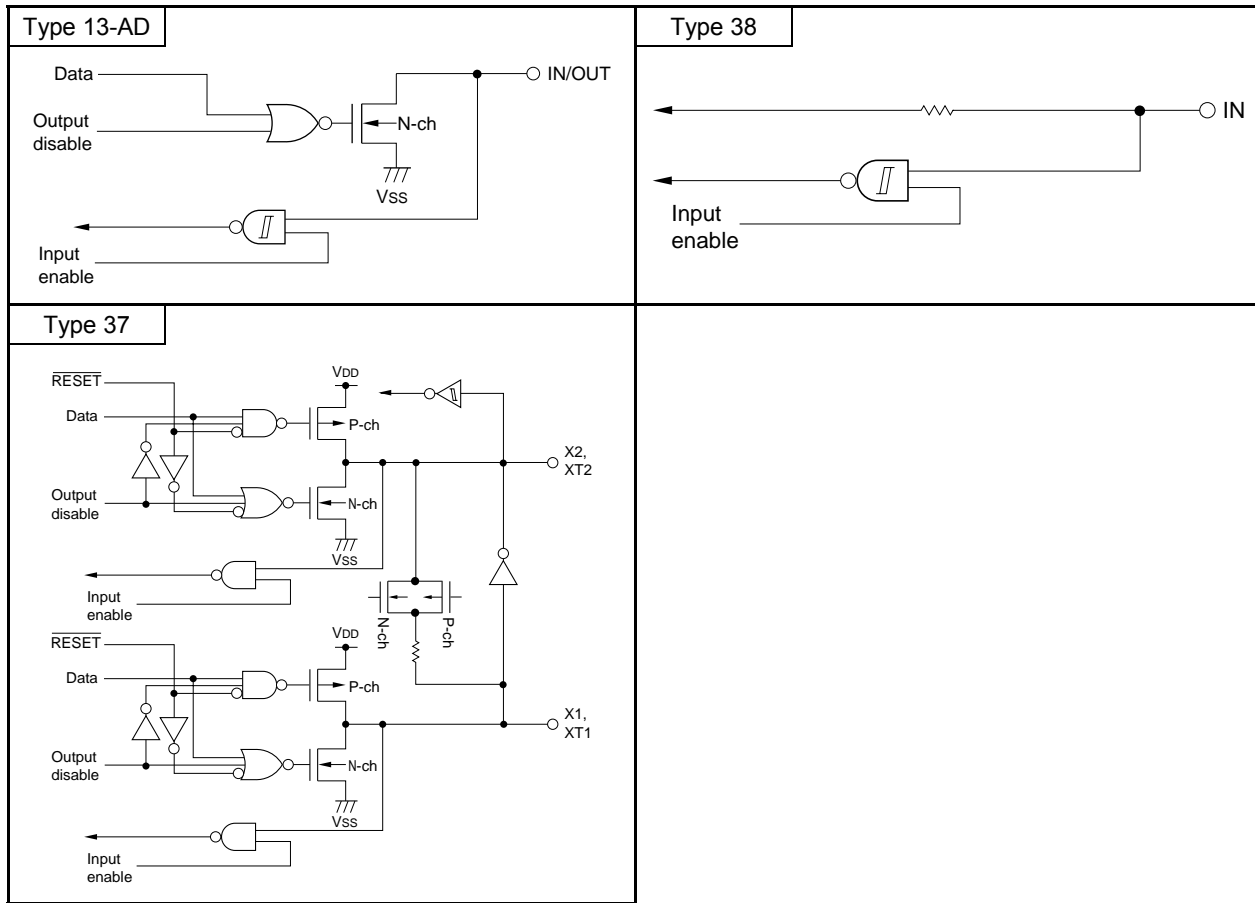 Type 13-AD
Data
IN/OUT
Output
disable
N-ch
VSS
Input
enable
Type 38
IN
Input
enable
Type 37
RESET
VDD
Data
P-ch
X2,
XT2
Output
disable
N-ch
VSS
Input
enable
N-ch
P-ch
RESET
VDD
Data
P-ch
X1,
XT1
Output
disable
N-ch
VSS
Input
enable